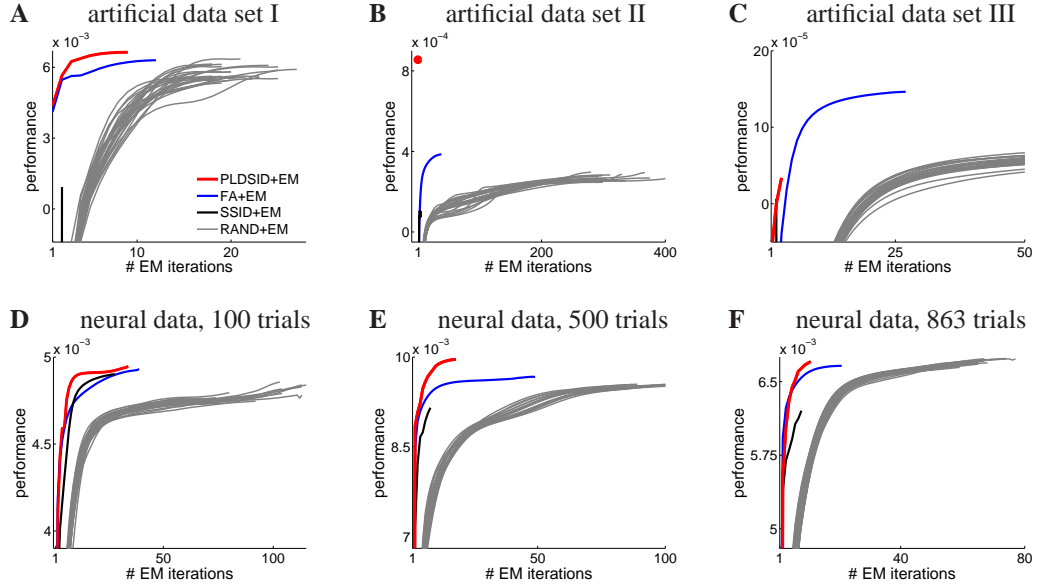 A artificial data set I
x 10⁻³
6
3
0
performance
PLDSID+EM
FA+EM
SSID+EM
RAND+EM
1 10 20
# EM iterations
B artificial data set II
x 10⁻⁴
8
4
0
performance
1 200 400
# EM iterations
C artificial data set III
x 10⁻⁵
20
10
0
performance
1 25 50
# EM iterations
D neural data, 100 trials
x 10⁻³
5
4.5
4
performance
1 50 100
# EM iterations
E neural data, 500 trials
x 10⁻³
10
8.5
7
performance
1 50 100
# EM iterations
F neural data, 863 trials
x 10⁻³
6.5
5.75
5
performance
1 40 80
# EM iterations